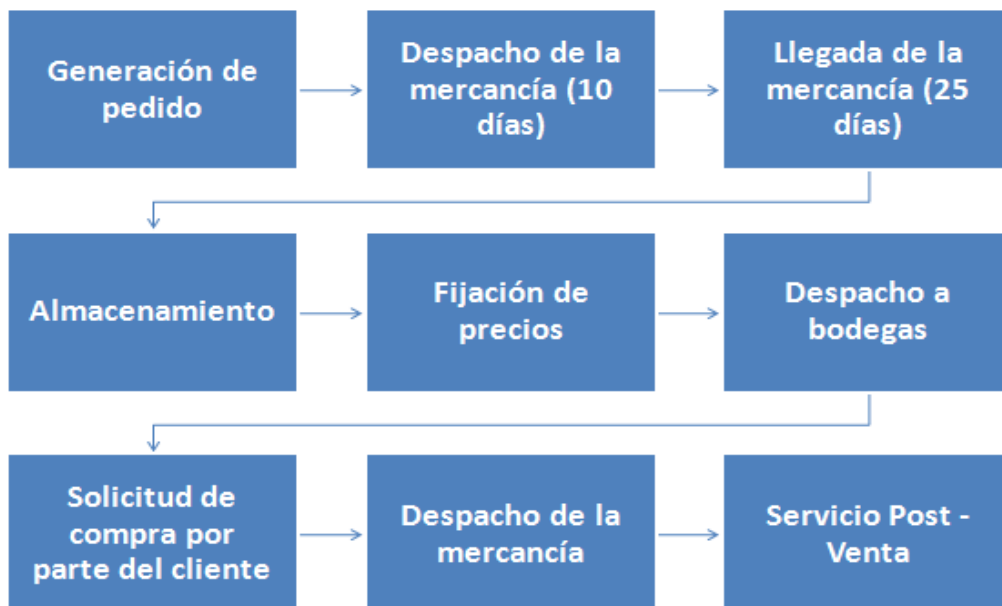 Generación de
pedido
Despacho de la
mercancía (10
días)
Llegada de la
mercancía (25
días)
Almacenamiento
Fijación de
precios
Despacho a
bodegas
Solicitud de
compra por
parte del cliente
Despacho de la
mercancía
Servicio Post -
Venta